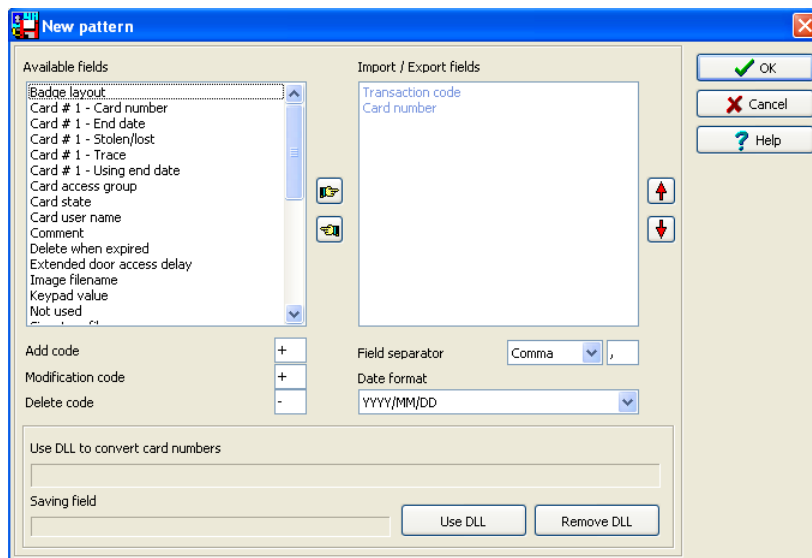 New pattern
Available fields
Import / Export fields
Badge layout
Card # 1 - Card number
Card # 1 - End date
Card # 1 - Stolen/lost
Card # 1 - Trace
Card # 1 - Using end date
Card access group
Card state
Card user name
Comment
Delete when expired
Extended door access delay
Image filename
Keypad value
Not used
Transaction code
Card number
OK
Cancel
Help
Add code
+
Modification code
+
Delete code
-
Field separator
Comma
,
Date format
YYYY/MM/DD
Use DLL to convert card numbers
Saving field
Use DLL
Remove DLL